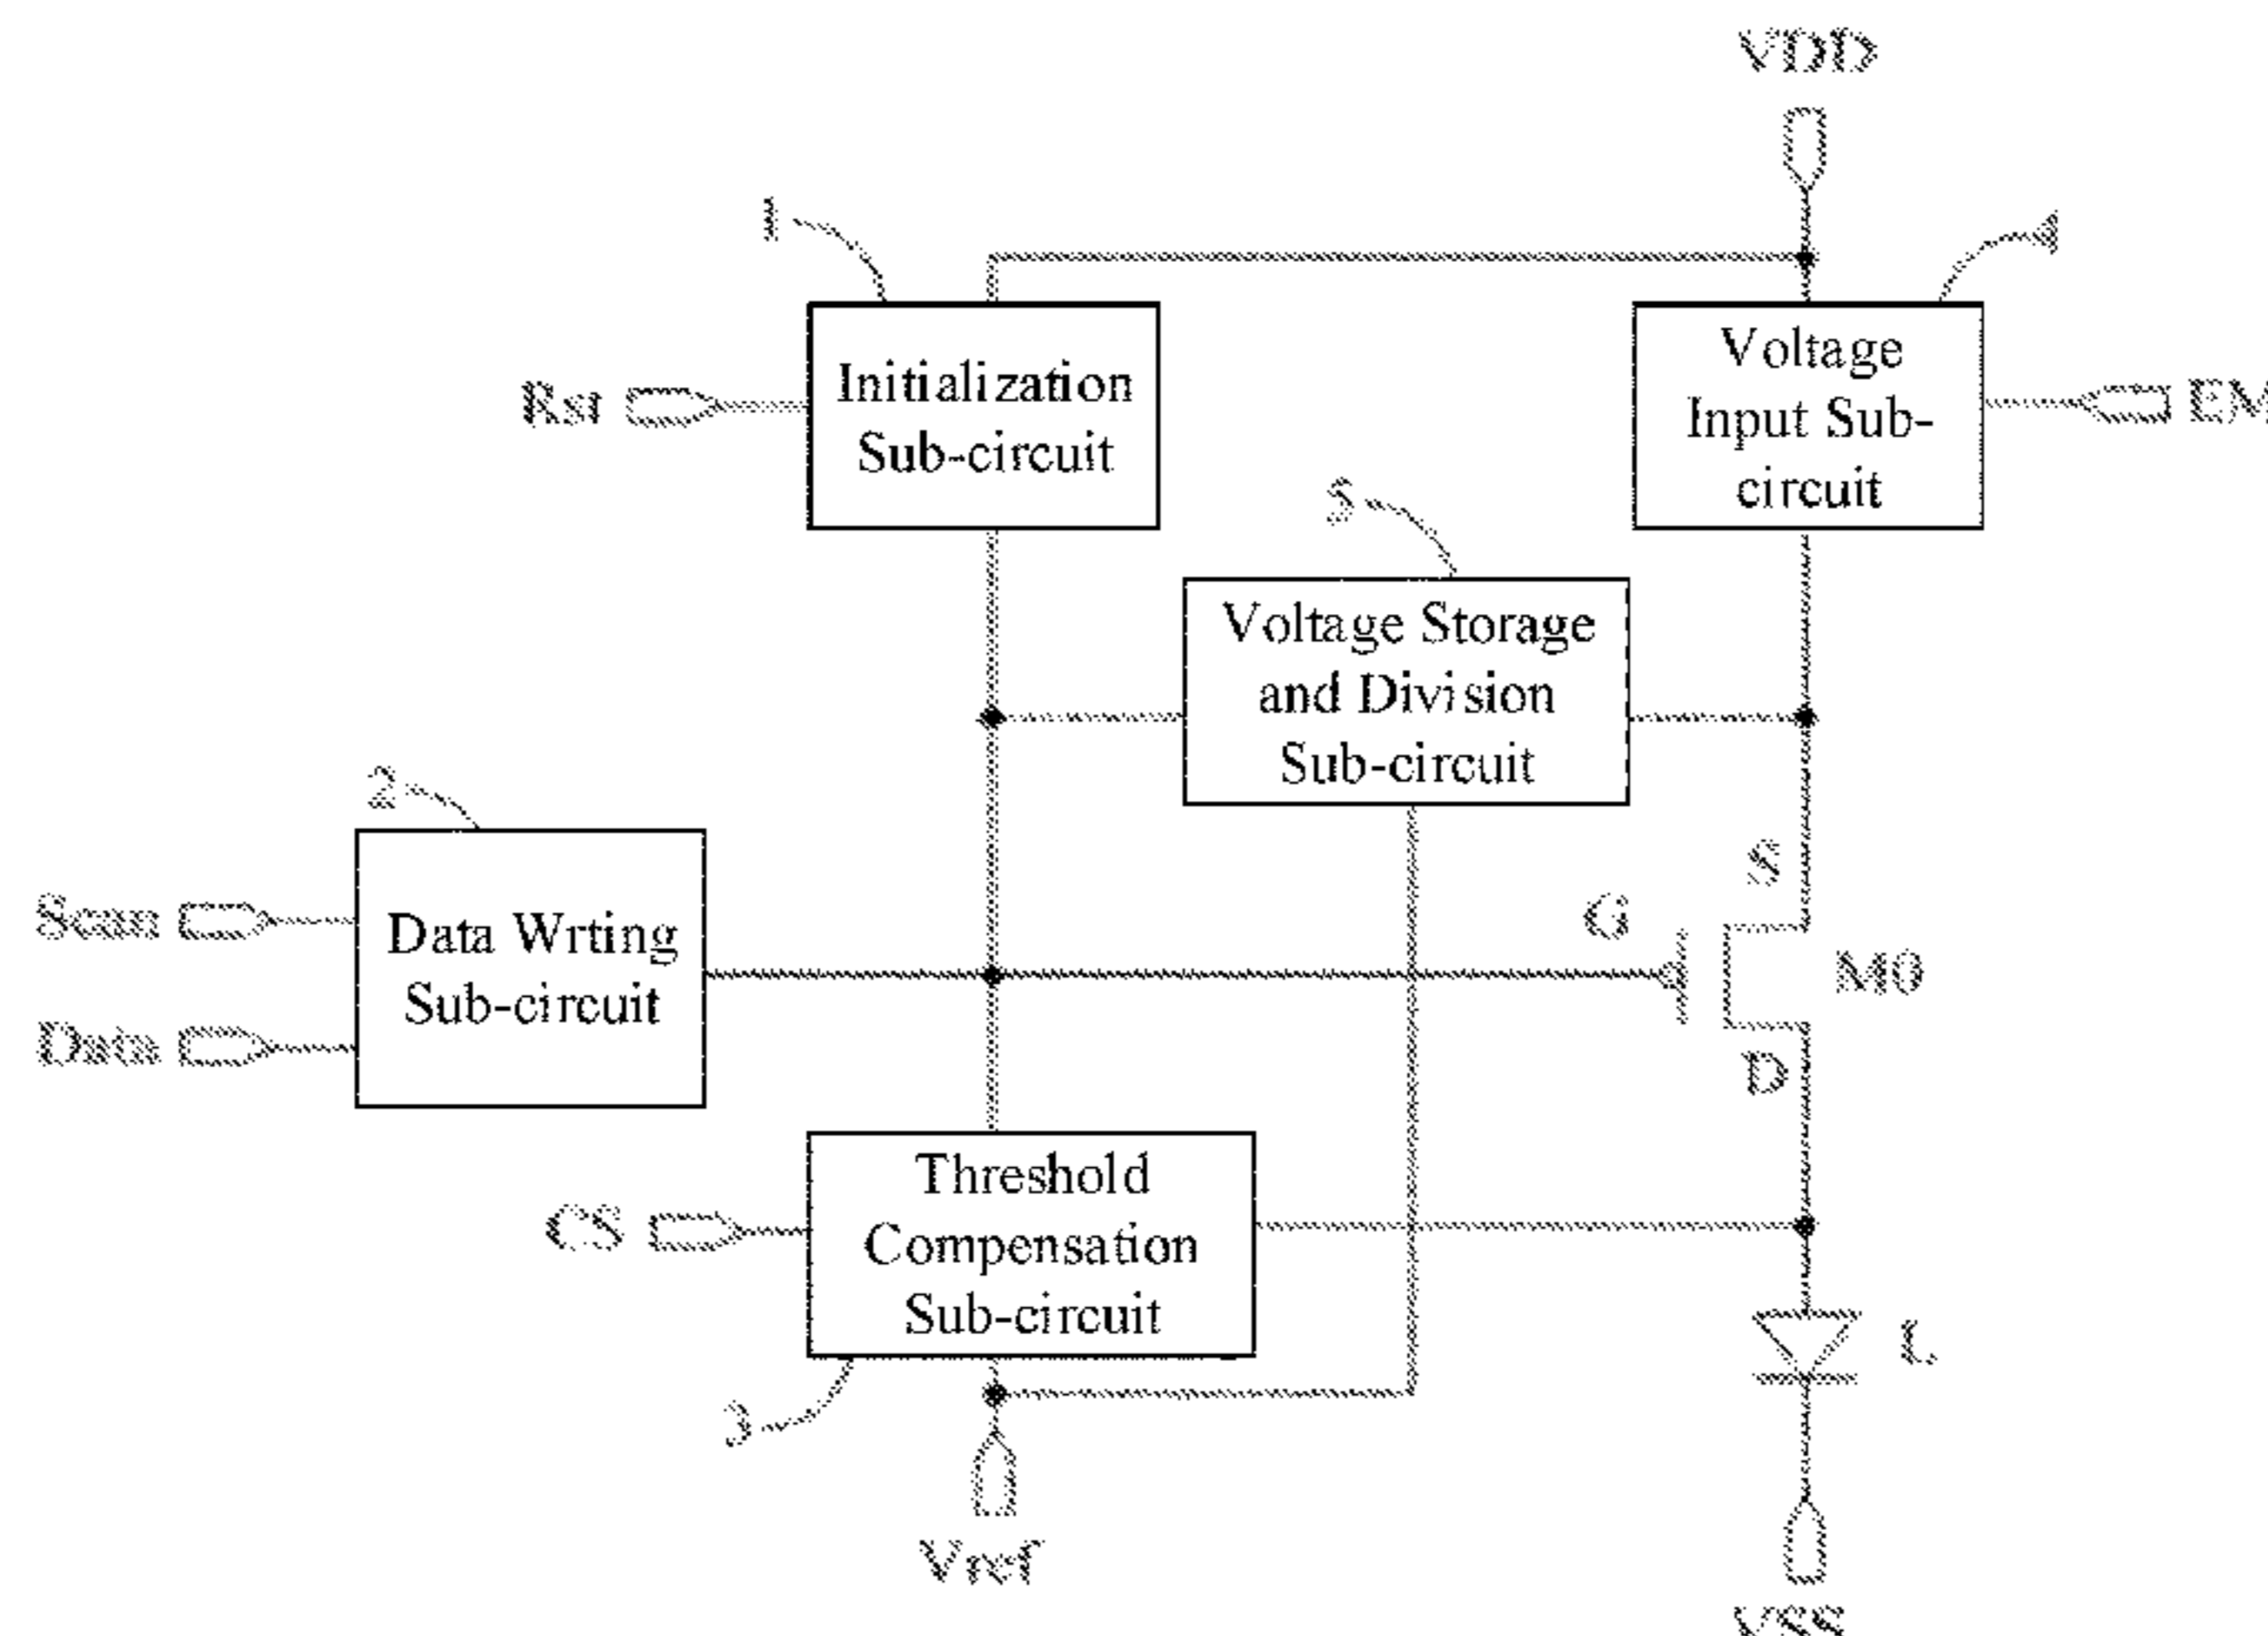 VDD
1
4
Initialization
Sub-circuit
Voltage
Input Sub-
circuit
Rst
EM
5
Voltage Storage
and Division
Sub-circuit
2
S
Scan
Data Wrting
Sub-circuit
G
M0
Data
D
Threshold
Compensation
Sub-circuit
CS
L
3
Vref
VSS